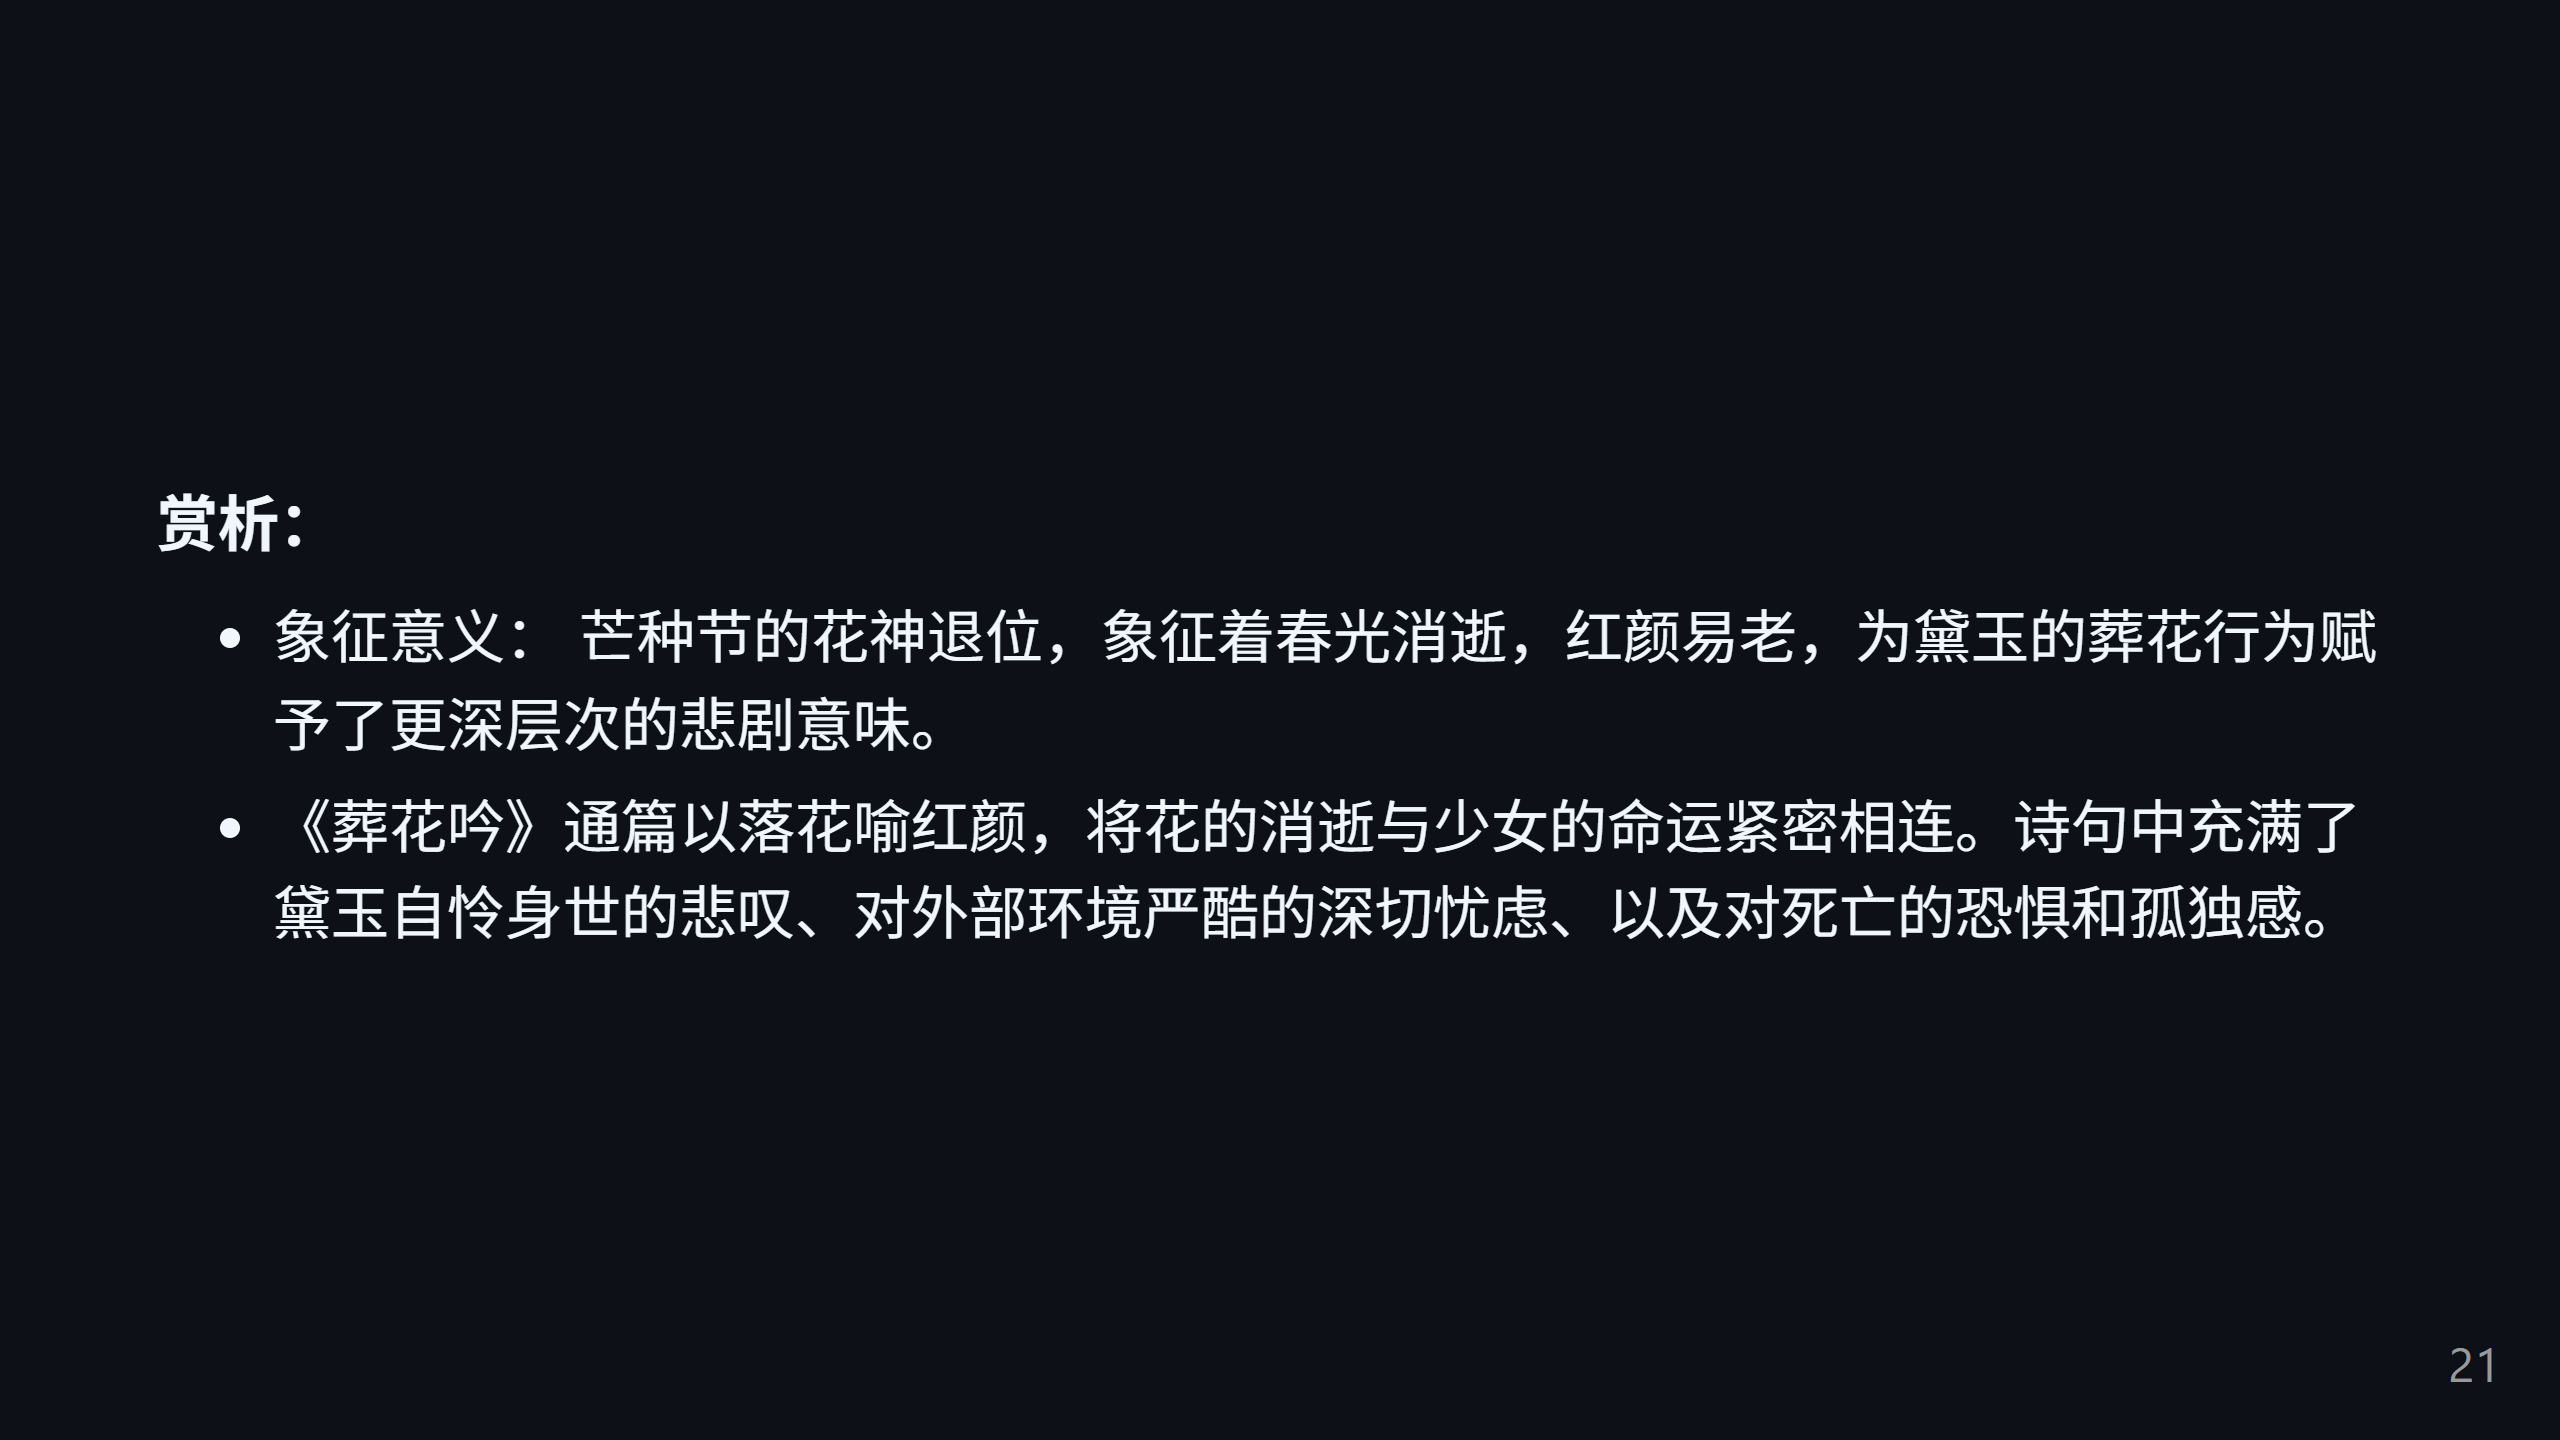 赏析：
• 象征意义： 芒种节的花神退位，象征着春光消逝，红颜易老，为黛玉的葬花行为赋
予了更深层次的悲剧意味。
• 《葬花吟》通篇以落花喻红颜，将花的消逝与少女的命运紧密相连。诗句中充满了
黛玉自怜身世的悲叹、对外部环境严酷的深切忧虑、以及对死亡的恐惧和孤独感。
21